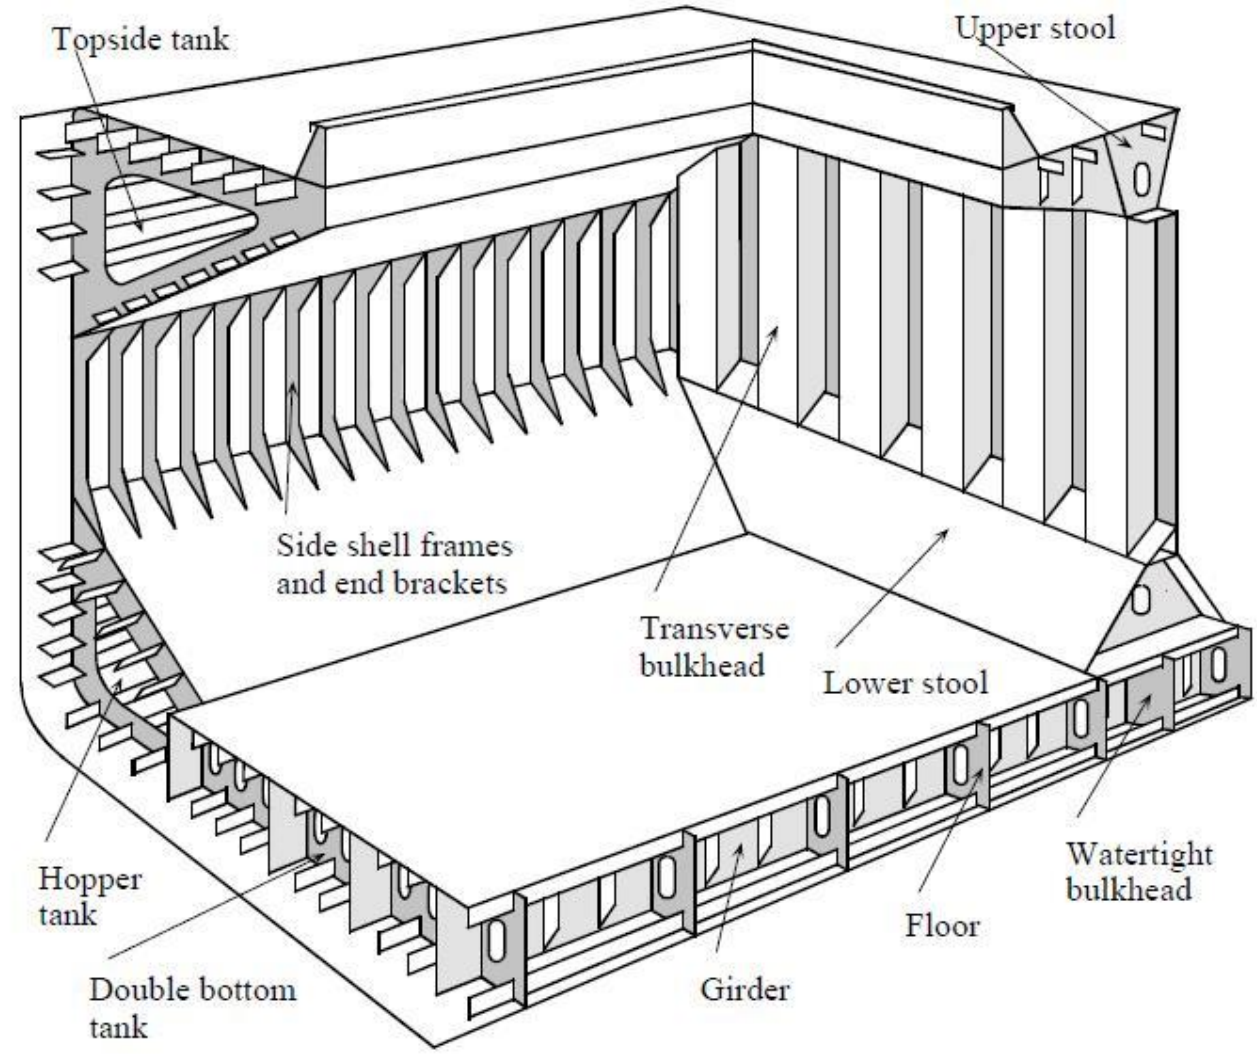 Topside tank
Upper stool
Side shell frames
and end brackets
Transverse
bulkhead
Lower stool
Hopper
tank
Watertight
bulkhead
Floor
Double bottom
tank
Girder